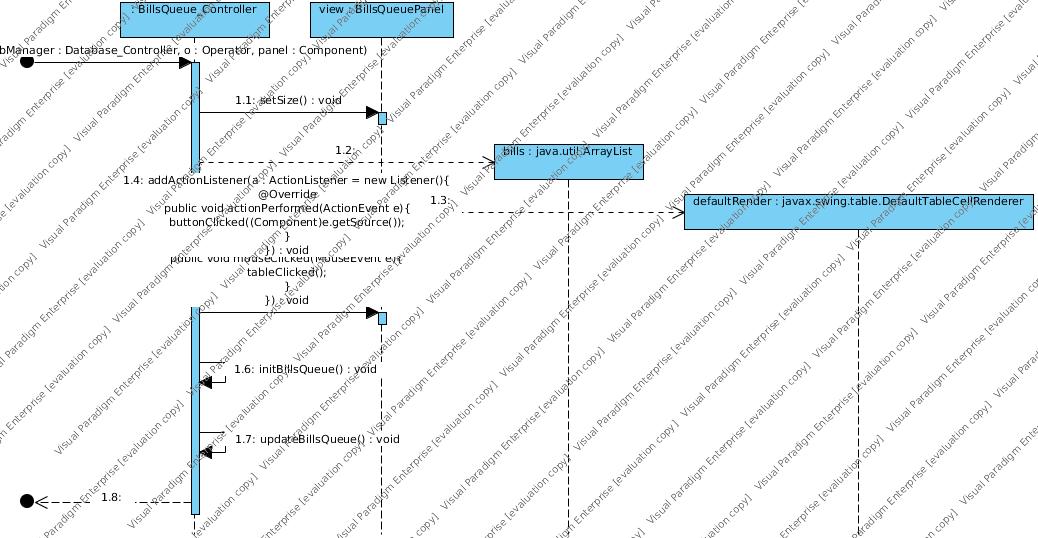 : BillsQueue_Controller
view : BillsQueuePanel
bManager : Database_Controller, o : Operator, panel : Component)
1.1: setSize() : void
1.2:
bills : java.util.ArrayList
1.4: addActionListener(a : ActionListener = new Listener(){
@Override
public void actionPerformed(ActionEvent e){
buttonClicked((Component)e.getSource());
}
}) : void
1.3:
defaultRender : javax.swing.table.DefaultTableCellRenderer
public void mouseClicked(MouseEvent e){
tableClicked();
}
}) : void
1.6: initBillsQueue() : void
1.7: updateBillsQueue() : void
1.8:
Visual Paradigm Enterprise [evaluation copy]